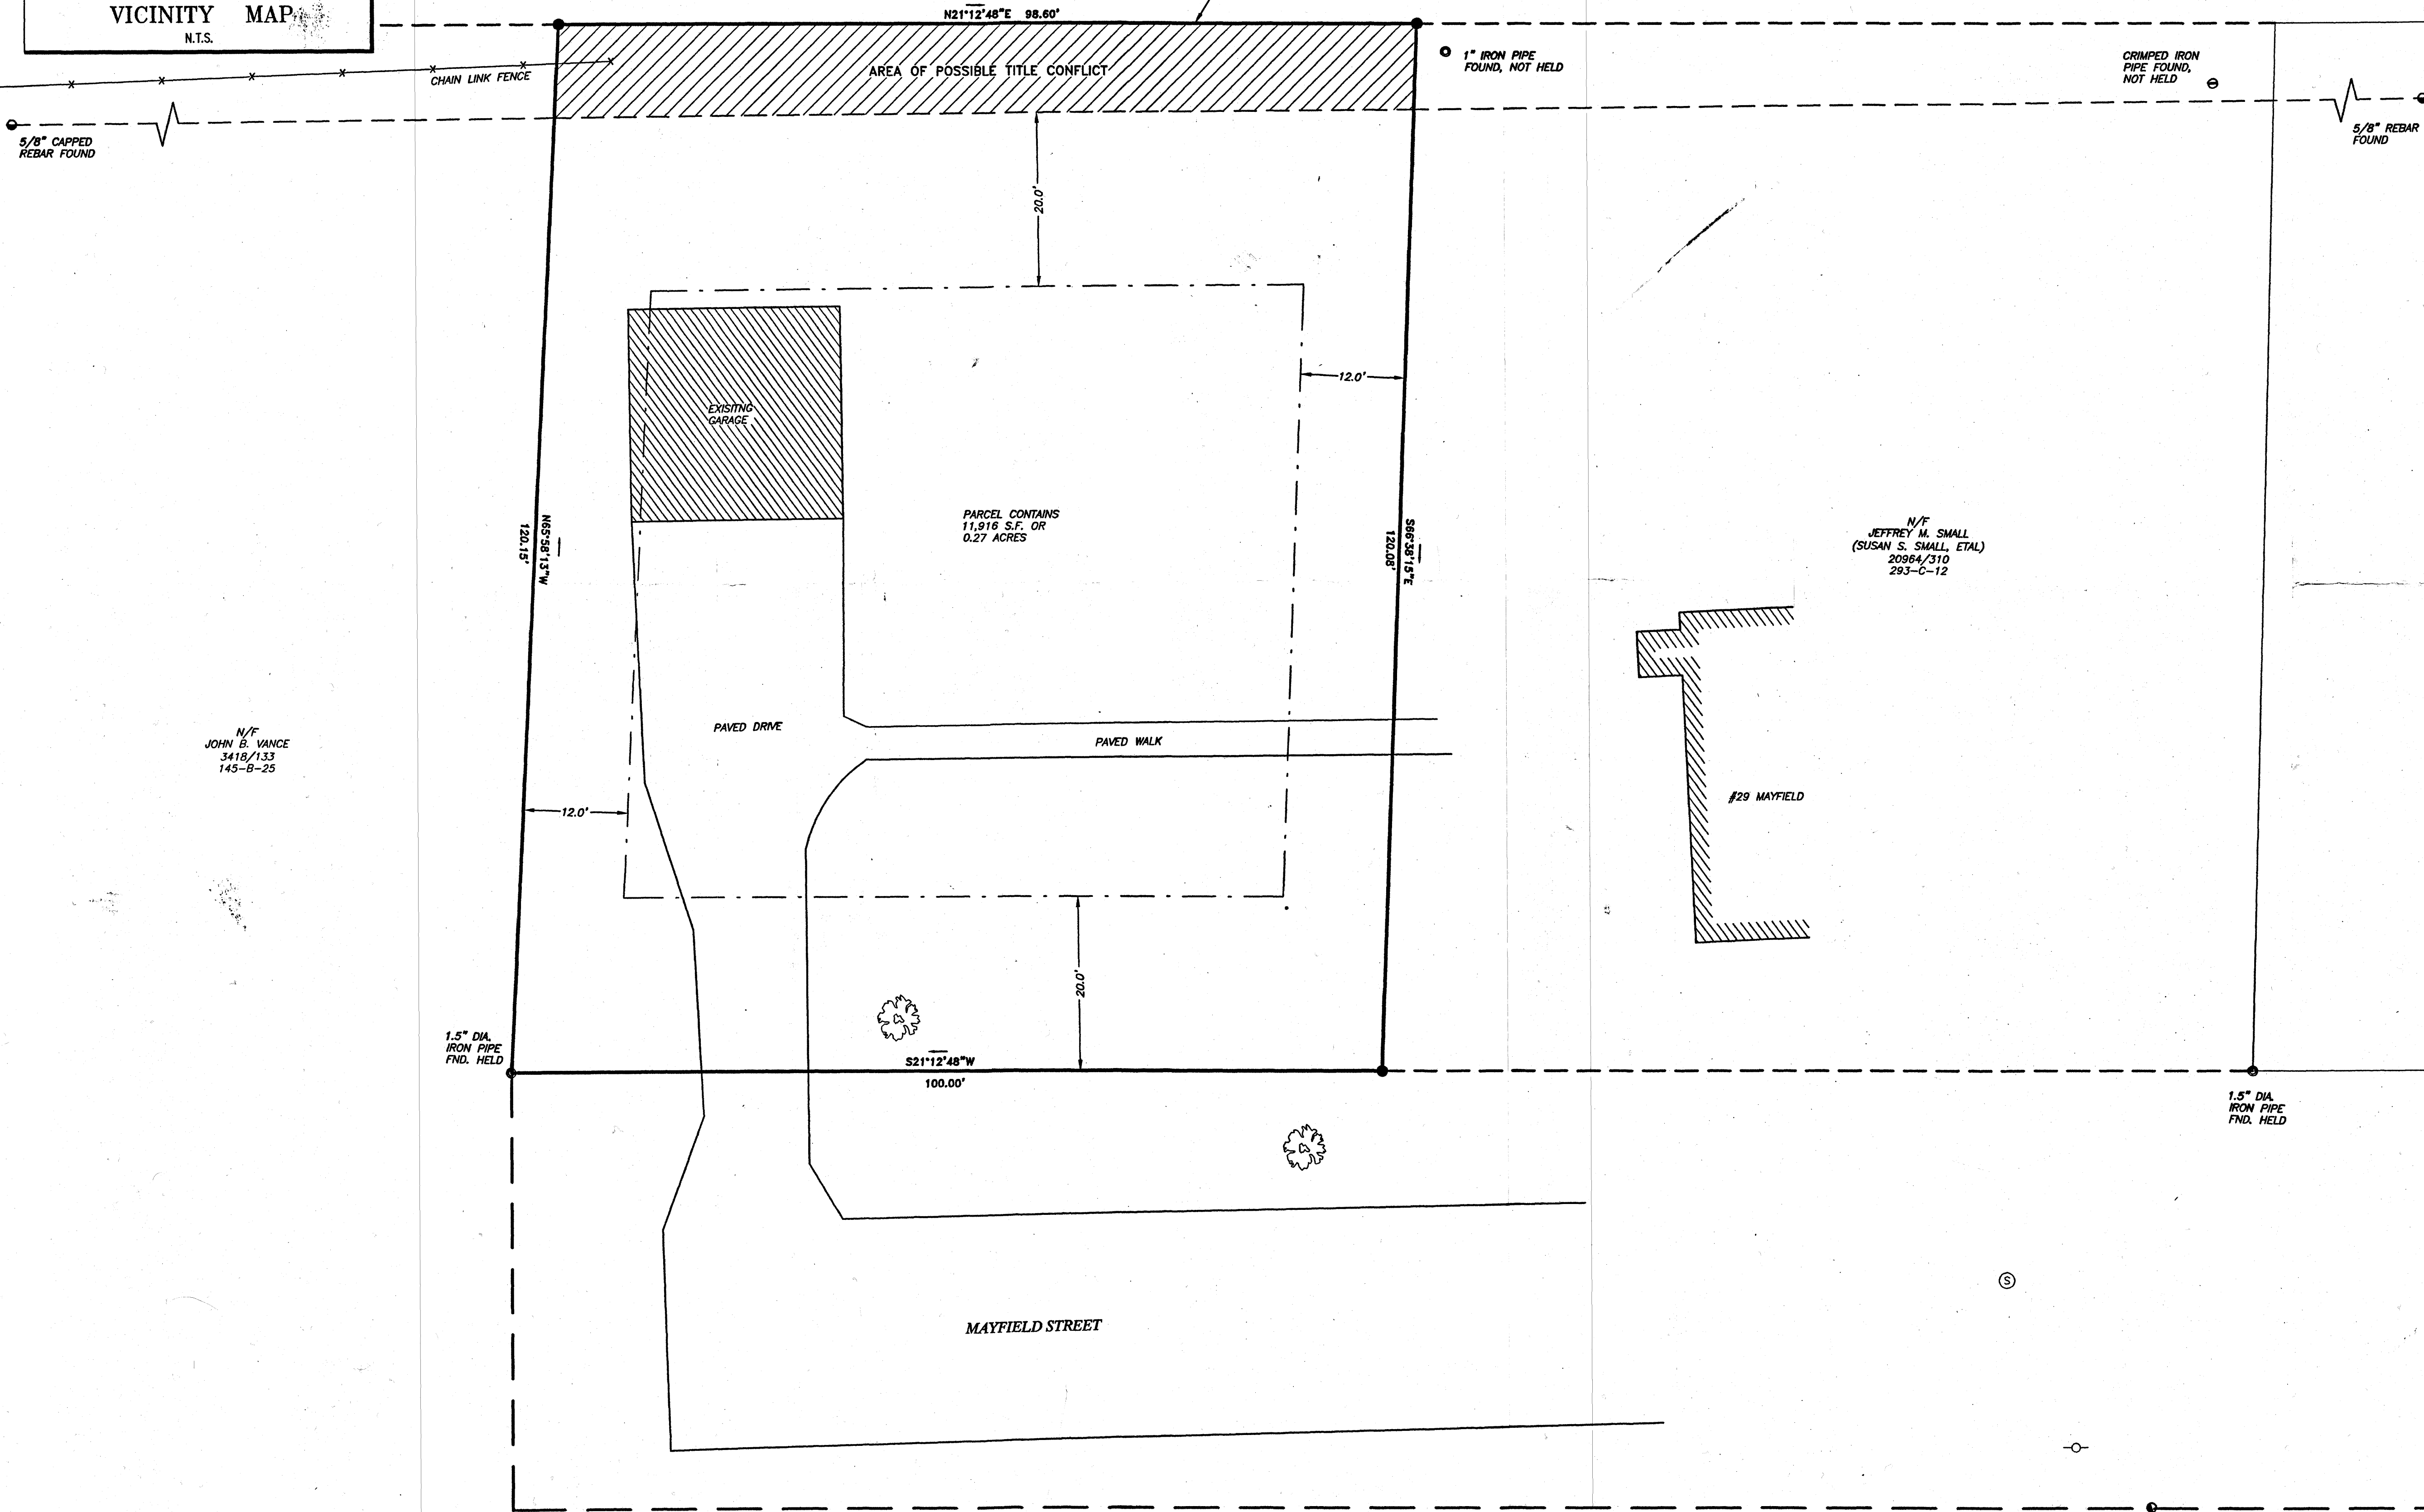 VICINITY MAP
N.T.S.
N21°12'48"E 98.60'
CHAIN LINK FENCE
AREA OF POSSIBLE TITLE CONFLICT
1" IRON PIPE
FOUND, NOT HELD
CRIMPED IRON
PIPE FOUND,
NOT HELD
5/8" CAPPED
REBAR FOUND
5/8" REBAR
FOUND
20.0'
12.0'
EXISITNG
GARAGE
PARCEL CONTAINS
11,916 S.F. OR
0.27 ACRES
N65°58'13"W
120.15'
S66°38'15"E
120.08'
N/F
JEFFREY M. SMALL
(SUSAN S. SMALL, ETAL)
20964/310
293-C-12
N/F
JOHN B. VANCE
3418/133
145-B-25
PAVED DRIVE
PAVED WALK
#29 MAYFIELD
12.0'
20.0'
1.5" DIA.
IRON PIPE
FND. HELD
S21°12'48"W
100.00'
1.5" DIA.
IRON PIPE
FND. HELD
S
MAYFIELD STREET